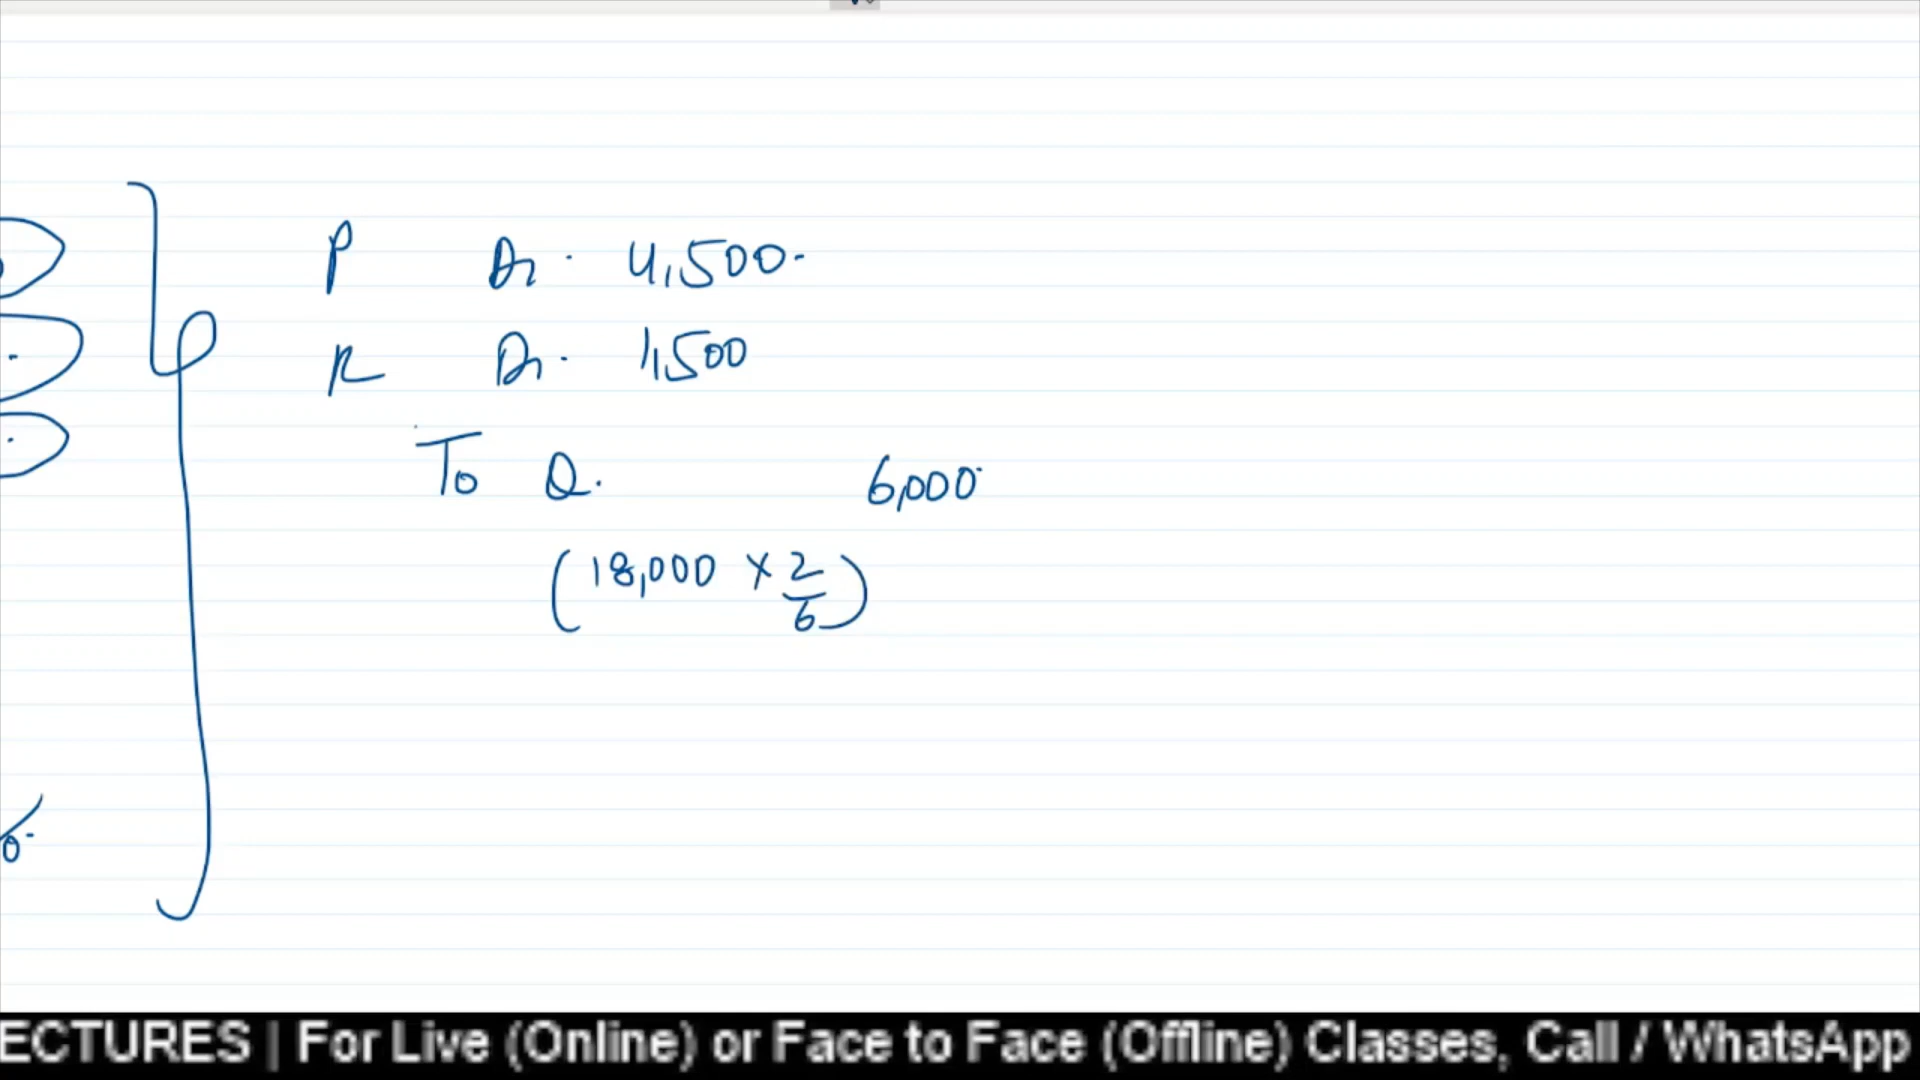 P Dr. 4,500.
R Dr. 1,500
To Q. 6,000
(18,000 × 2/6)
ECTURES | For Live (Online) or Face to Face (Offline) Classes, Call / WhatsApp